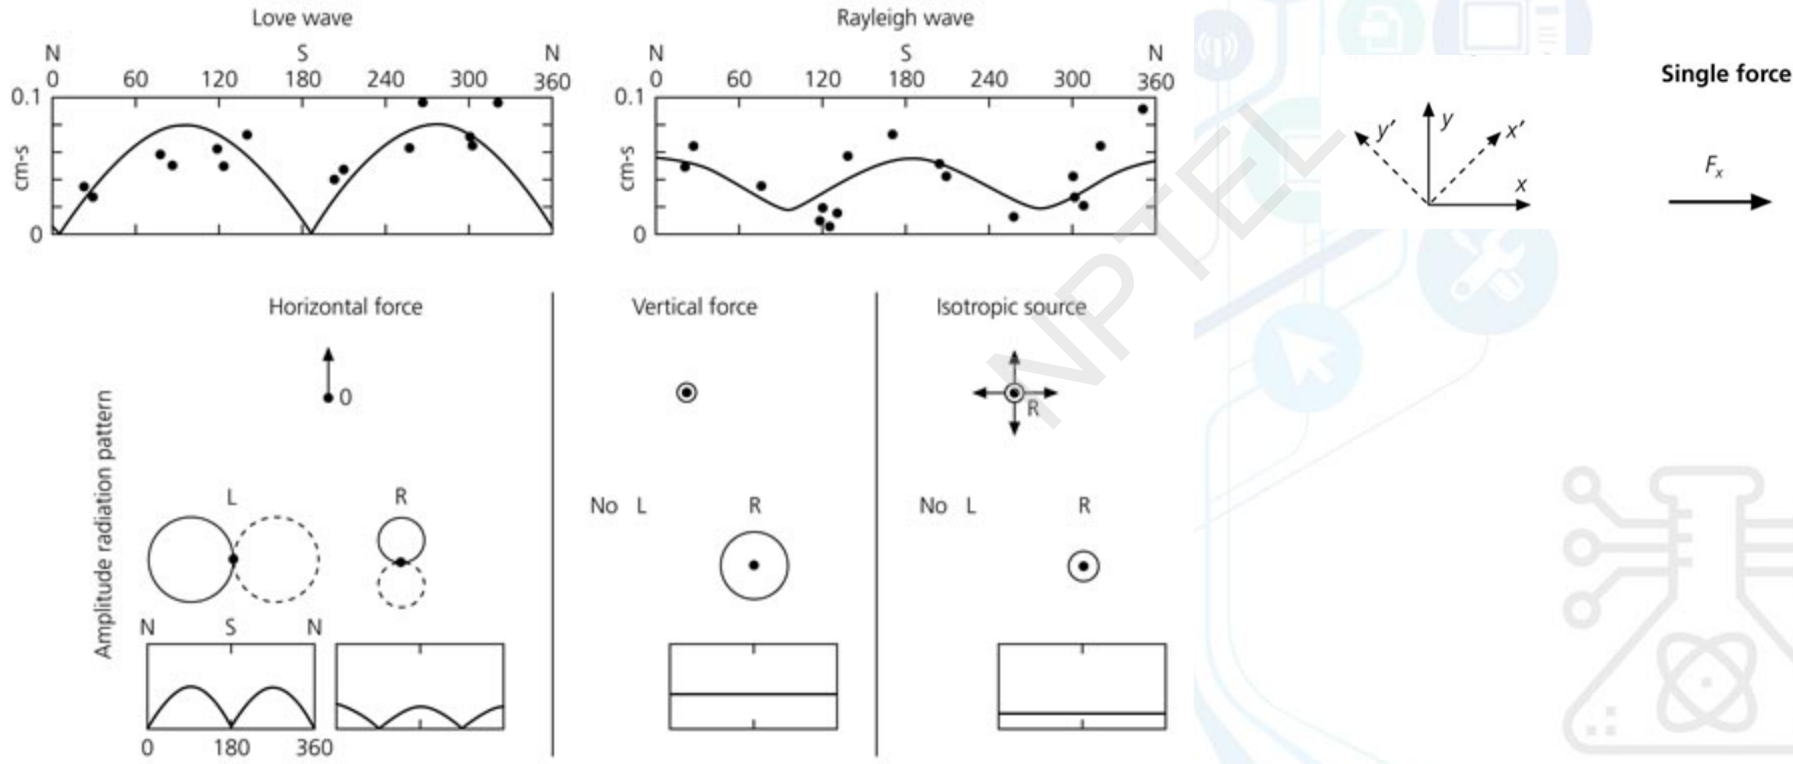 Love wave
N S N
0 60 120 180 240 300 360
0.1
cm-s
0
Rayleigh wave
N S N
0 60 120 180 240 300 360
0.1
cm-s
0
y′ y x′
x
Single force
Fx
Horizontal force
0
Vertical force
Isotropic source
R
Amplitude radiation pattern
L R
N S N
0 180 360
No L R
No L R
NPTEL